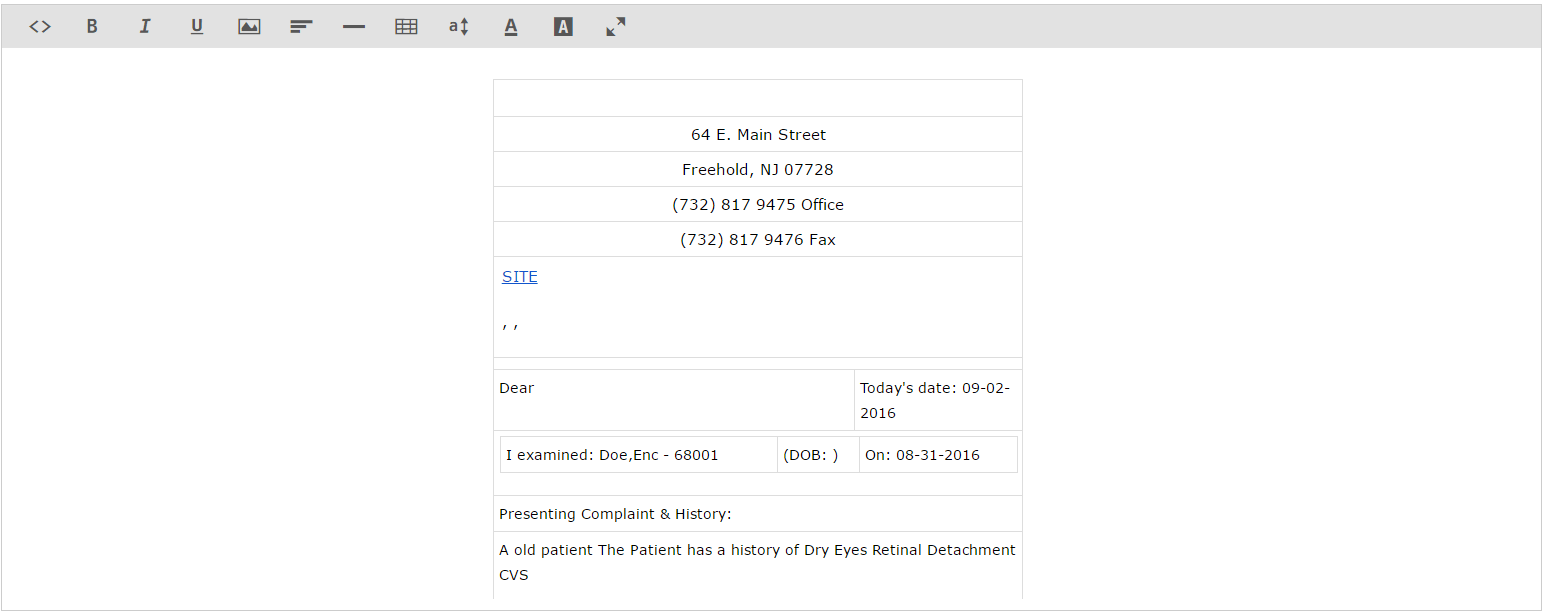 B I U a A A
64 E. Main Street
Freehold, NJ 07728
(732) 817 9475 Office
(732) 817 9476 Fax
SITE
, ,
Dear
Today's date: 09-02-
2016
I examined: Doe,Enc - 68001 (DOB: ) On: 08-31-2016
Presenting Complaint & History:
A old patient The Patient has a history of Dry Eyes Retinal Detachment
CVS